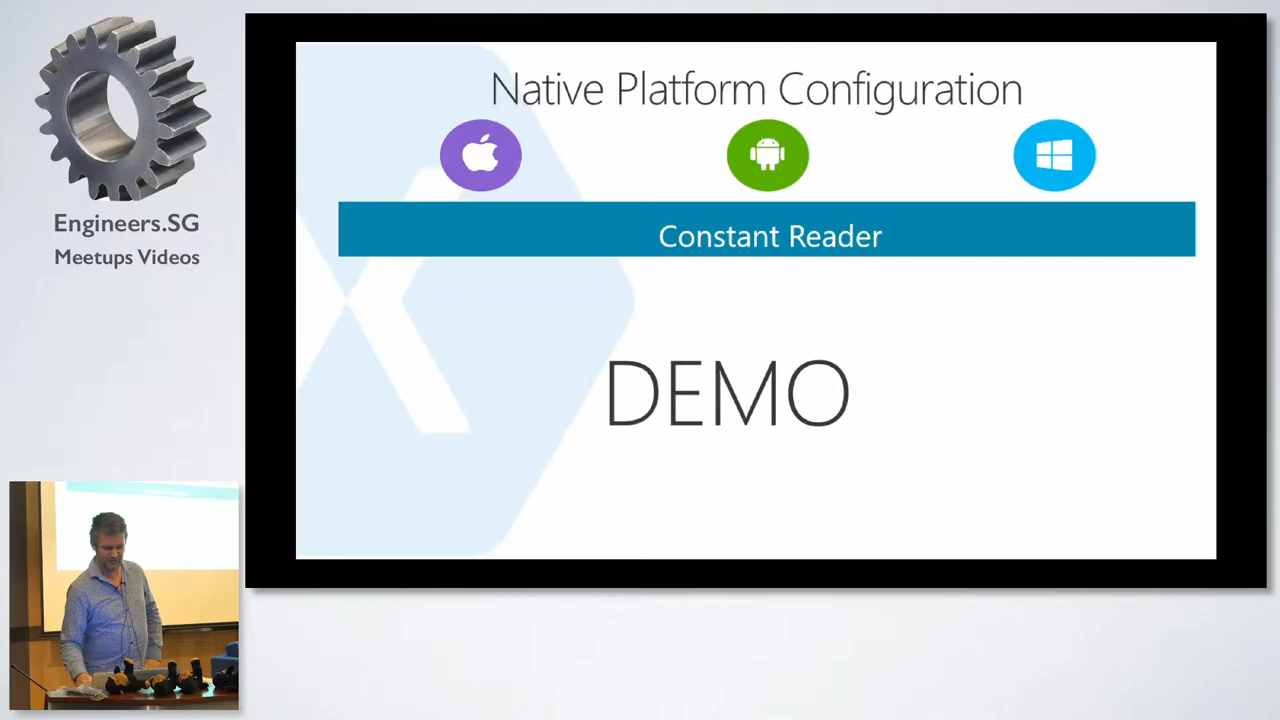 Engineers.SG
Meetups Videos
Native Platform Configuration
Constant Reader
DEMO